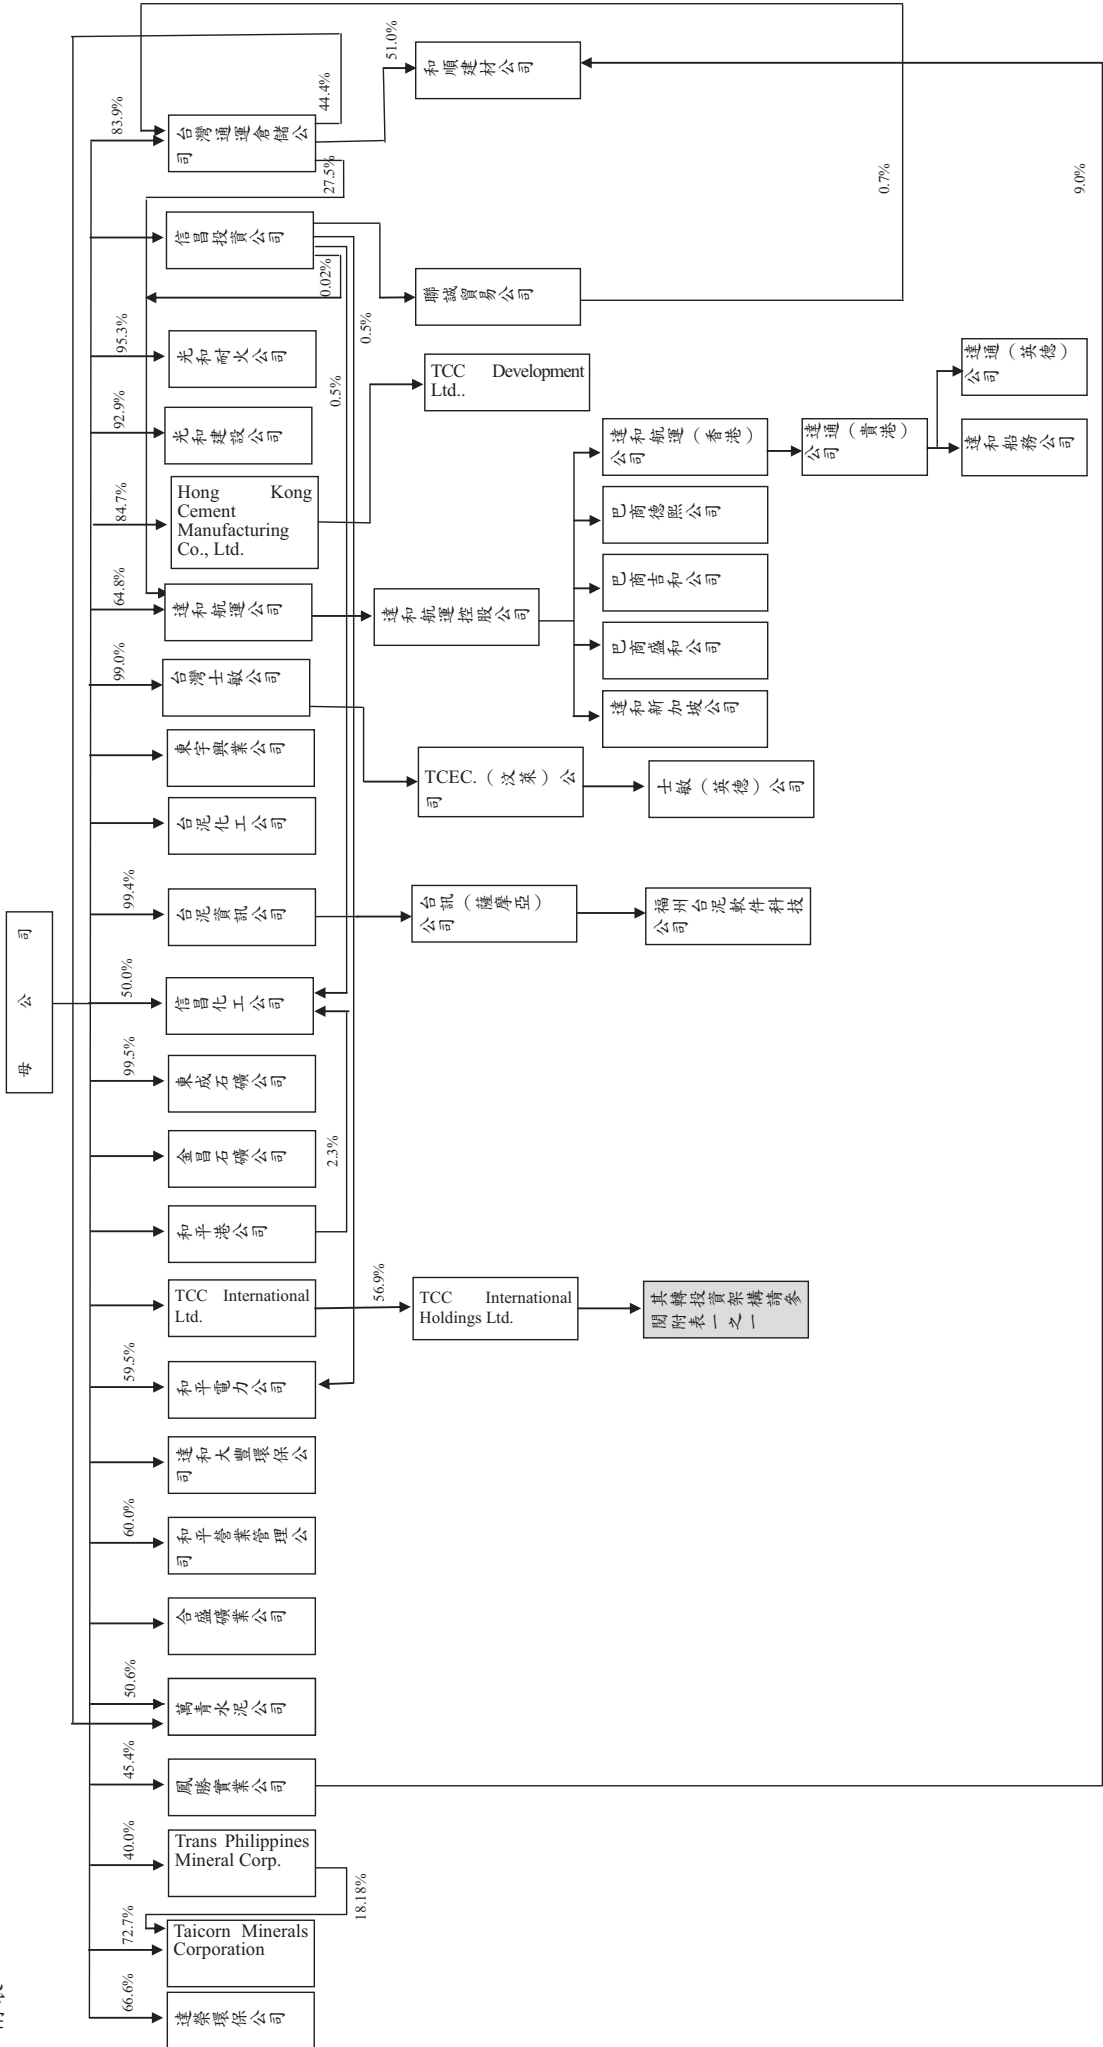 母公司
83.9%
台灣通運倉儲公
司
44.4%
51.0%
和順建材公司
27.5%
信昌投資公司
0.02%
0.5%
0.5%
聯誠貿易公司
0.7%
9.0%
95.3%
光和耐火公司
92.9%
光和建設公司
84.7%
Hong Kong
Cement
Manufacturing
Co., Ltd.
TCC Development
Ltd..
64.8%
達和航運公司
達和航運控股公司
達和航運（香港）
公司
達通（貴港）
公司
達通（英德）
公司
達和船務公司
巴商德熙公司
巴商吉和公司
巴商盛和公司
達和新加坡公司
99.0%
台灣士敏公司
TCEC.（汶萊）公
司
士敏（英德）公司
東宇興業公司
台泥化工公司
99.4%
台泥資訊公司
台訊（薩摩亞）
公司
福州台泥軟件科技
公司
50.0%
信昌化工公司
99.5%
東成石礦公司
金昌石礦公司
2.3%
和平港公司
TCC International
Ltd.
56.9%
TCC International
Holdings Ltd.
其轉投資架構請參
閱附表一之一
59.5%
和平電力公司
達和大豐環保公
司
60.0%
和平營業管理公
司
合盛礦業公司
50.6%
萬青水泥公司
45.4%
鳳勝實業公司
40.0%
Trans Philippines
Mineral Corp.
18.18%
72.7%
Taicorn Minerals
Corporation
66.6%
達榮環保公司